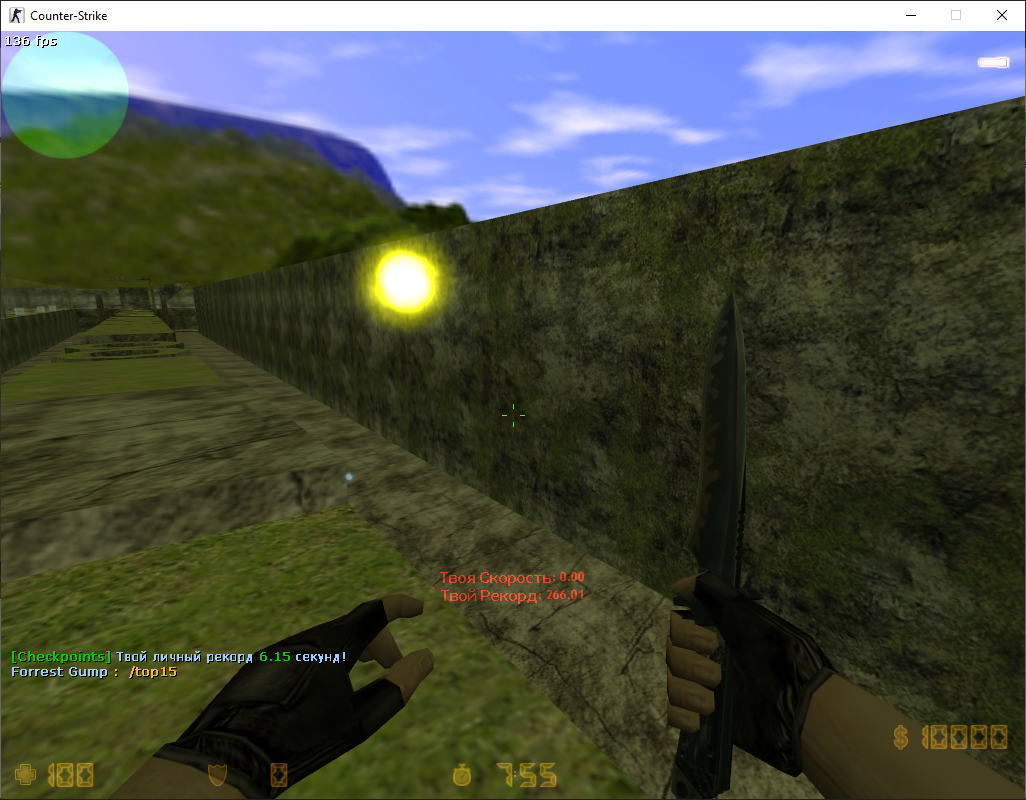 Counter-Strike
136 fps
Твоя Скорость: 0.00
Твой Рекорд: 266.01
[Checkpoints] Твой личный рекорд 6.15 секунд!
Forrest Gump : /top15
$ 10000
100 0 7:55